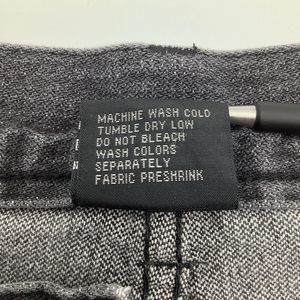 MACHINE WASH COLD
TUMBLE DRY LOW
DO NOT BLEACH
WASH COLORS
SEPARATELY
FABRIC PRESHRINK